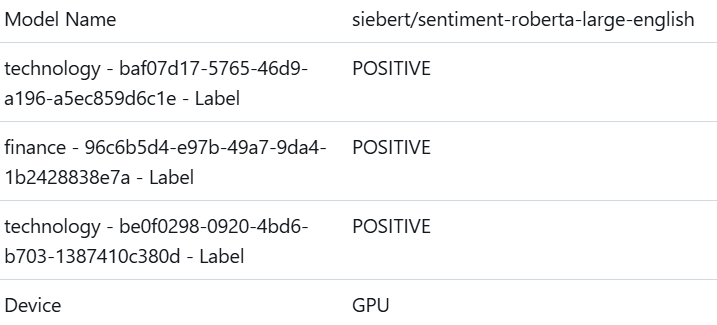 Model Name siebert/sentiment-roberta-large-english
technology - baf07d17-5765-46d9- POSITIVE
a196-a5ec859d6c1e - Label
finance - 96c6b5d4-e97b-49a7-9da4- POSITIVE
1b2428838e7a - Label
technology - be0f0298-0920-4bd6- POSITIVE
b703-1387410c380d - Label
Device GPU